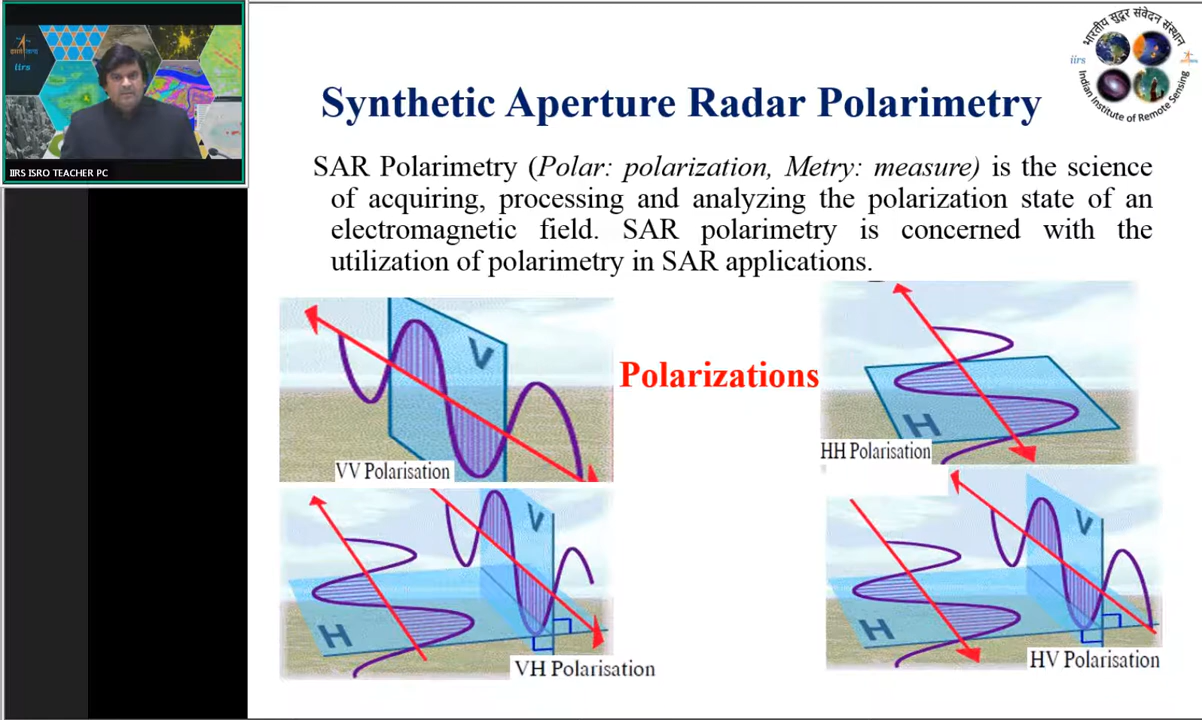 iirs
IIRS ISRO TEACHER PC
भारतीय सुदूर संवेदन संस्थान
iirs
Indian Institute of Remote Sensing
Synthetic Aperture Radar Polarimetry
SAR Polarimetry (Polar: polarization, Metry: measure) is the science
of acquiring, processing and analyzing the polarization state of an
electromagnetic field. SAR polarimetry is concerned with the
utilization of polarimetry in SAR applications.
V
VV Polarisation
Polarizations
H
HH Polarisation
V
H
VH Polarisation
V
H
HV Polarisation